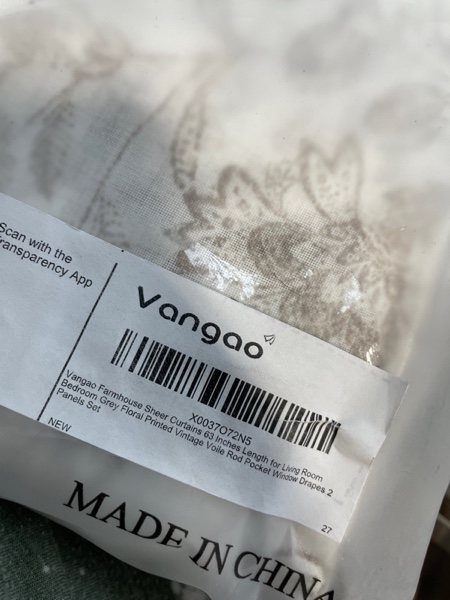 Scan with the
Transparency App
Vangao
X0037O72N5
Vangao Farmhouse Sheer Curtains 63 Inches Length for Living Room
Bedroom Grey Floral Printed Vintage Voile Rod Pocket Window Drapes 2
Panels Set
NEW
27
MADE IN CHINA